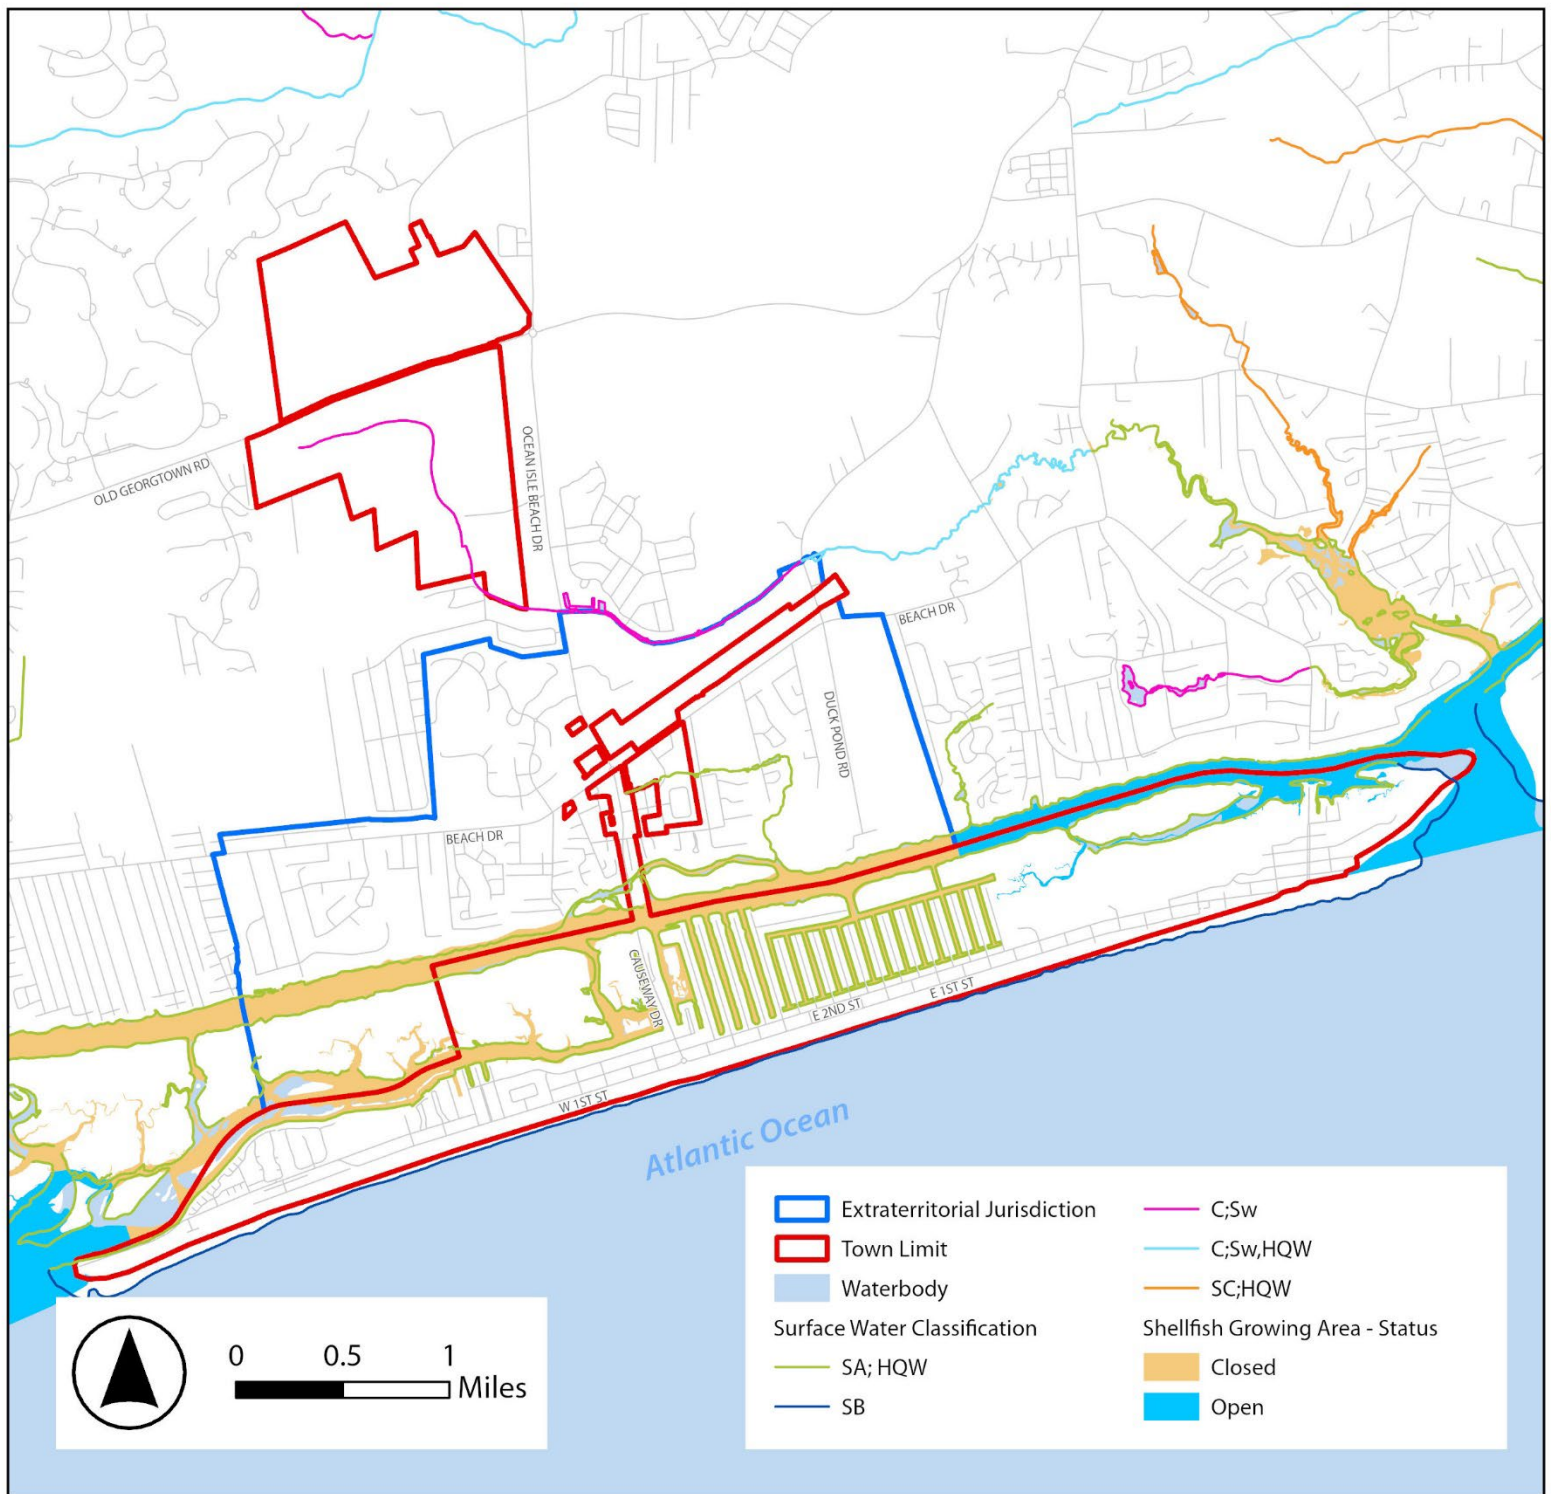 OLD GEORGTOWN RD
OCEAN ISLE BEACH DR
BEACH DR
DUCK POND RD
BEACH DR
CAUSEWAY DR
E 2ND ST
E 1ST ST
W 1ST ST
Atlantic Ocean
Extraterritorial Jurisdiction
Town Limit
Waterbody
Surface Water Classification
SA; HQW
SB
C;Sw
C;Sw,HQW
SC;HQW
Shellfish Growing Area - Status
Closed
Open
0 0.5 1
Miles